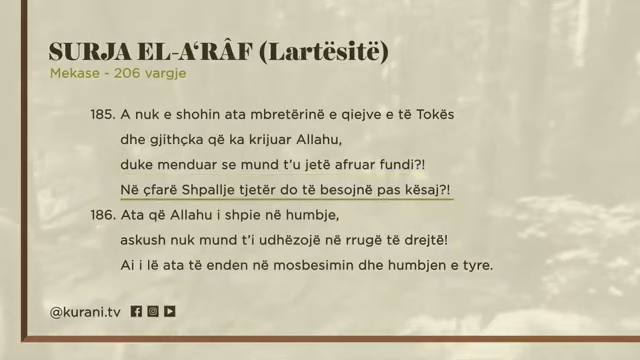 SURJA EL-A‘RÂF (Lartësitë)
Mekase - 206 vargje
185. A nuk e shohin ata mbretërinë e qiejve e të Tokës
dhe gjithçka që ka krijuar Allahu,
duke menduar se mund t’u jetë afruar fundi?!
Në çfarë Shpallje tjetër do të besojnë pas kësaj?!
186. Ata që Allahu i shpie në humbje,
askush nuk mund t’i udhëzojë në rrugë të drejtë!
Ai i lë ata të enden në mosbesimin dhe humbjen e tyre.
@kurani.tv